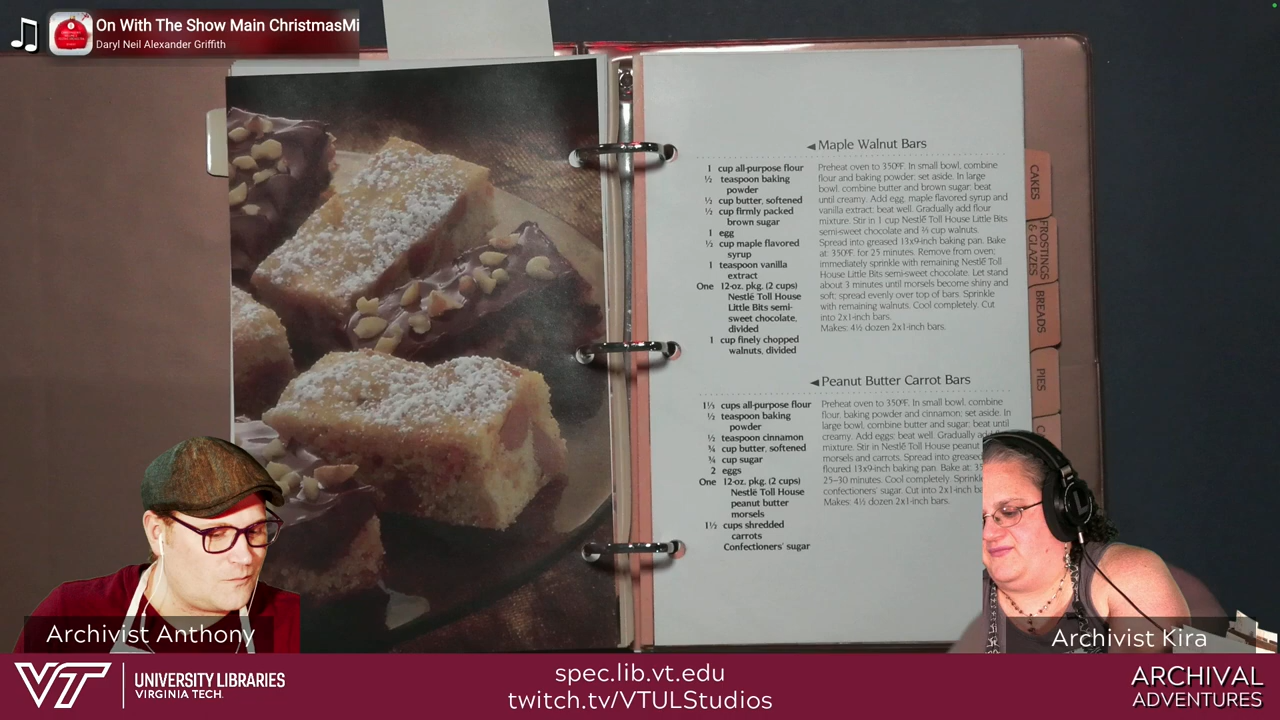 On With The Show Main ChristmasMi
Daryl Neil Alexander Griffith
Maple Walnut Bars
1 cup all-purpose flour
½ teaspoon baking
powder
½ cup butter, softened
½ cup firmly packed
brown sugar
1 egg
½ cup maple flavored
syrup
1 teaspoon vanilla
extract
One 12-oz. pkg. (2 cups)
Nestlé Toll House
Little Bits semi-
sweet chocolate,
divided
1 cup finely chopped
walnuts, divided
Preheat oven to 350°F. In small bowl, combine
flour and baking powder; set aside. In large
bowl, combine butter and brown sugar; beat
until creamy. Add egg, maple flavored syrup and
vanilla extract; beat well. Gradually add flour
mixture. Stir in 1 cup Nestlé Toll House Little Bits
semi-sweet chocolate and ⅔ cup walnuts.
Spread into greased 13x9-inch baking pan. Bake
at: 350°F. for 25 minutes. Remove from oven;
immediately sprinkle with remaining Nestlé Toll
House Little Bits semi-sweet chocolate. Let stand
about 3 minutes until morsels become shiny and
soft; spread evenly over top of bars. Sprinkle
with remaining walnuts. Cool completely. Cut
into 2x1-inch bars.
Makes: 4½ dozen 2x1-inch bars.
Peanut Butter Carrot Bars
1⅓ cups all-purpose flour
½ teaspoon baking
powder
½ teaspoon cinnamon
¾ cup butter, softened
¾ cup sugar
2 eggs
One 12-oz. pkg. (2 cups)
Nestlé Toll House
peanut butter
morsels
1½ cups shredded
carrots
Confectioners' sugar
Preheat oven to 350°F. In small bowl, combine
flour, baking powder and cinnamon; set aside. In
large bowl, combine butter and sugar; beat until
creamy. Add eggs; beat well. Gradually add
mixture. Stir in Nestlé Toll House peanut
morsels and carrots. Spread into greased
floured 13x9-inch baking pan. Bake at:
25–30 minutes. Cool completely. Sprinkle
confectioners' sugar. Cut into 2x1-inch
Makes: 4½ dozen 2x1-inch bars.
CAKES
FROSTINGS
& GLAZES
BREADS
PIES
Archivist Anthony
Archivist Kira
VT
UNIVERSITY LIBRARIES
VIRGINIA TECH
spec.lib.vt.edu
twitch.tv/VTULStudios
ARCHIVAL
ADVENTURES